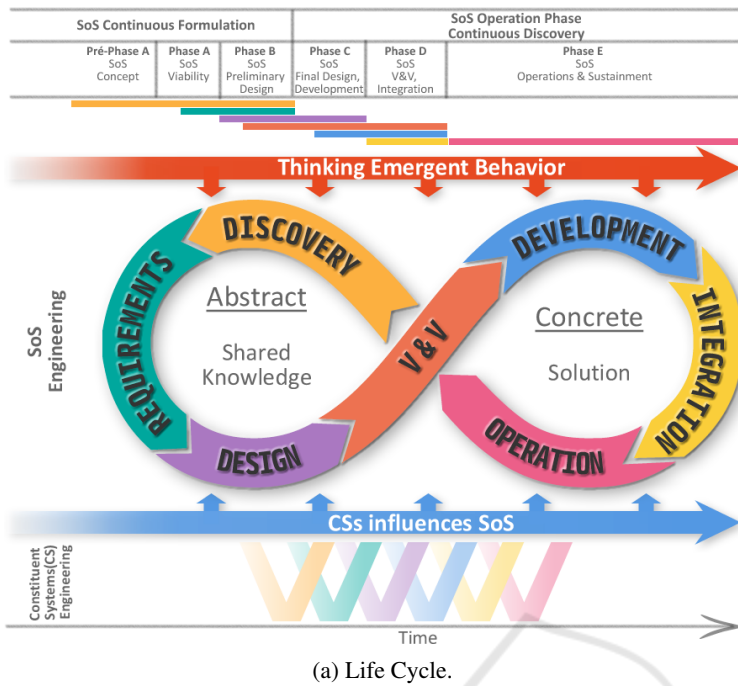 SoS Continuous Formulation
SoS Operation Phase
Continuous Discovery
Pré-Phase A
SoS
Concept
Phase A
SoS
Viability
Phase B
SoS
Preliminary
Design
Phase C
SoS
Final Design,
Development
Phase D
SoS
V&V,
Integration
Phase E
SoS
Operations & Sustainment
Thinking Emergent Behavior
SoS
Engineering
DISCOVERY
REQUIREMENTS
DESIGN
V&V
DEVELOPMENT
INTEGRATION
OPERATION
Abstract
Shared
Knowledge
Concrete
Solution
CSs influences SoS
Constituent
Systems(CS)
Engineering
Time
(a) Life Cycle.